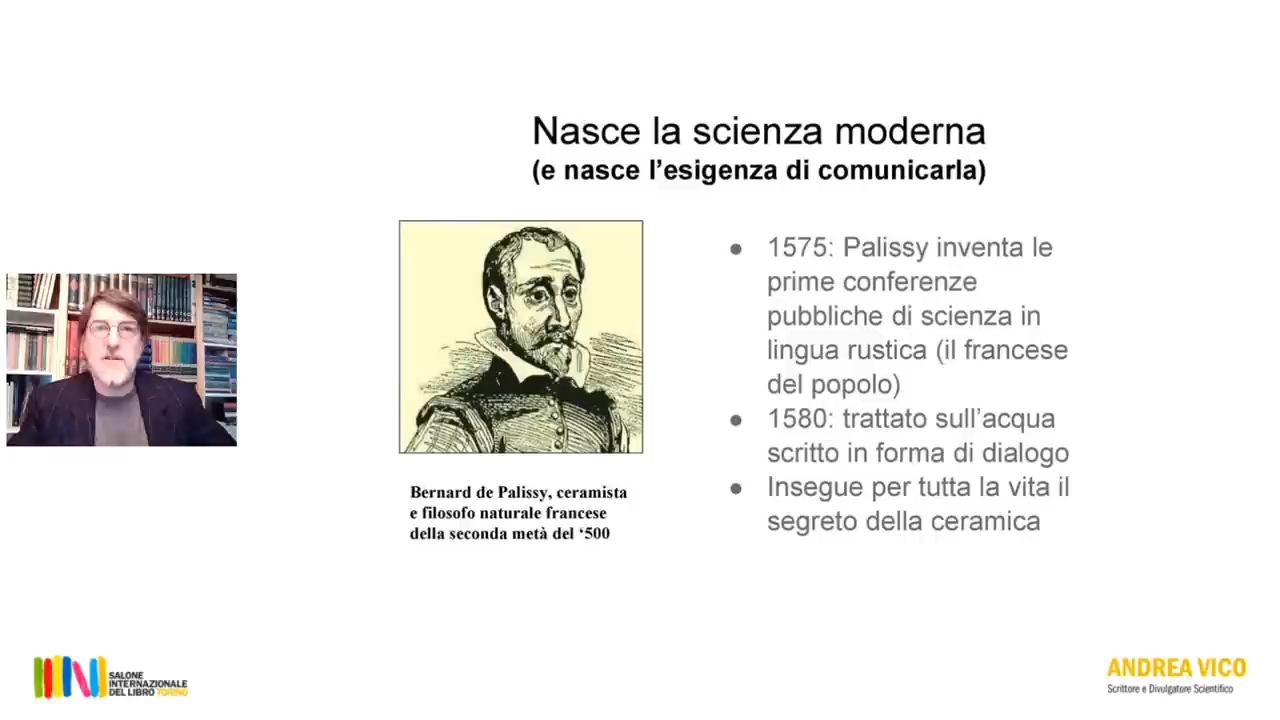 Nasce la scienza moderna
(e nasce l’esigenza di comunicarla)
● 1575: Palissy inventa le
prime conferenze
pubbliche di scienza in
lingua rustica (il francese
del popolo)
● 1580: trattato sull’acqua
scritto in forma di dialogo
● Insegue per tutta la vita il
segreto della ceramica
Bernard de Palissy, ceramista
e filosofo naturale francese
della seconda metà del ‘500
SALONE
INTERNAZIONALE
DEL LIBRO TORINO
ANDREA VICO
Scrittore e Divulgatore Scientifico